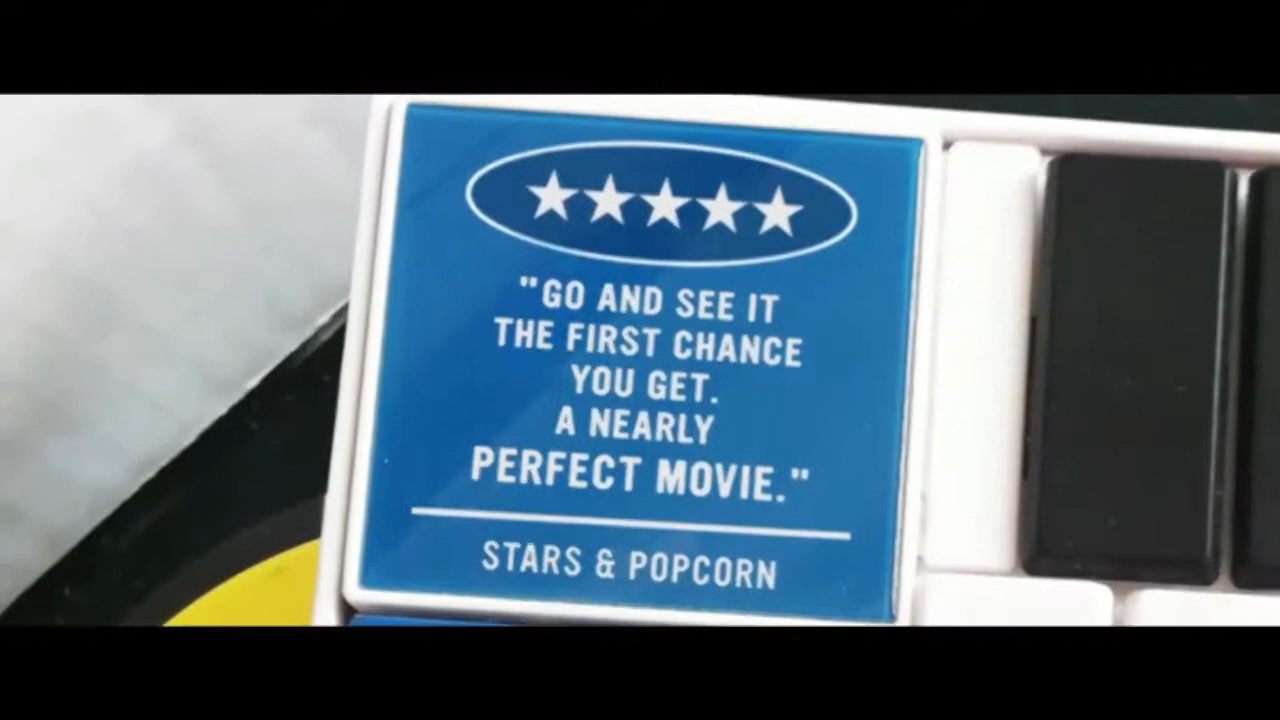 "GO AND SEE IT
THE FIRST CHANCE
YOU GET.
A NEARLY
PERFECT MOVIE."
STARS & POPCORN